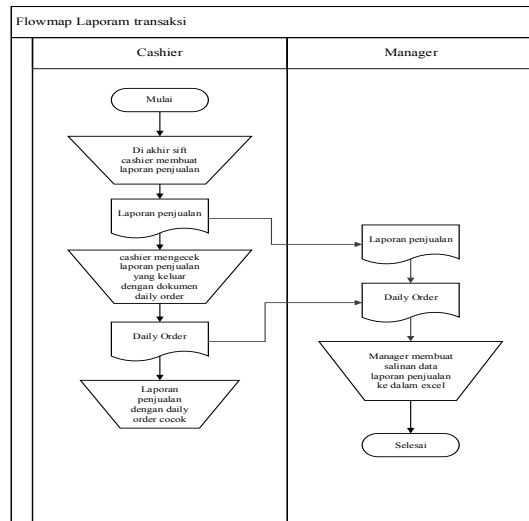 Flowmap Laporam transaksi
Cashier
Manager
Mulai
Di akhir sift
cashier membuat
laporan penjualan
Laporan penjualan
cashier mengecek
laporan penjualan
yang keluar
dengan dokumen
daily order
Daily Order
Laporan
penjualan
dengan daily
order cocok
Laporan penjualan
Daily Order
Manager membuat
salinan data
laporan penjualan
ke dalam excel
Selesai